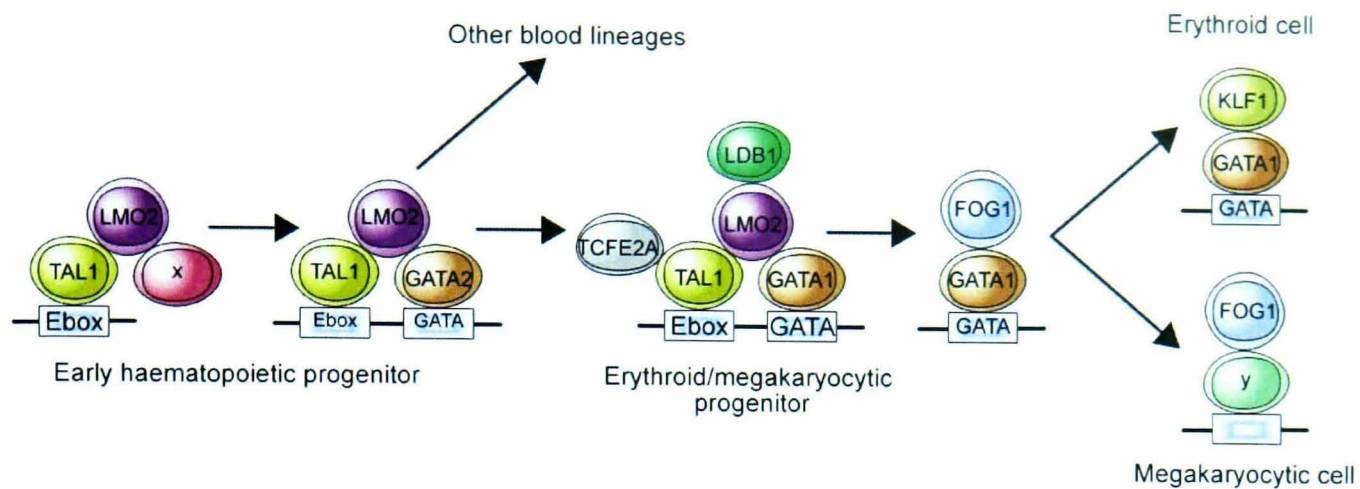 Other blood lineages
Erythroid cell
KLF1
GATA1
GATA
LDB1
LMO2
x
TAL1
Ebox
LMO2
TAL1
GATA2
Ebox
GATA
TCFE2A
LMO2
TAL1
GATA1
Ebox
GATA
FOG1
GATA1
GATA
FOG1
y
Early haematopoietic progenitor
Erythroid/megakaryocytic
progenitor
Megakaryocytic cell